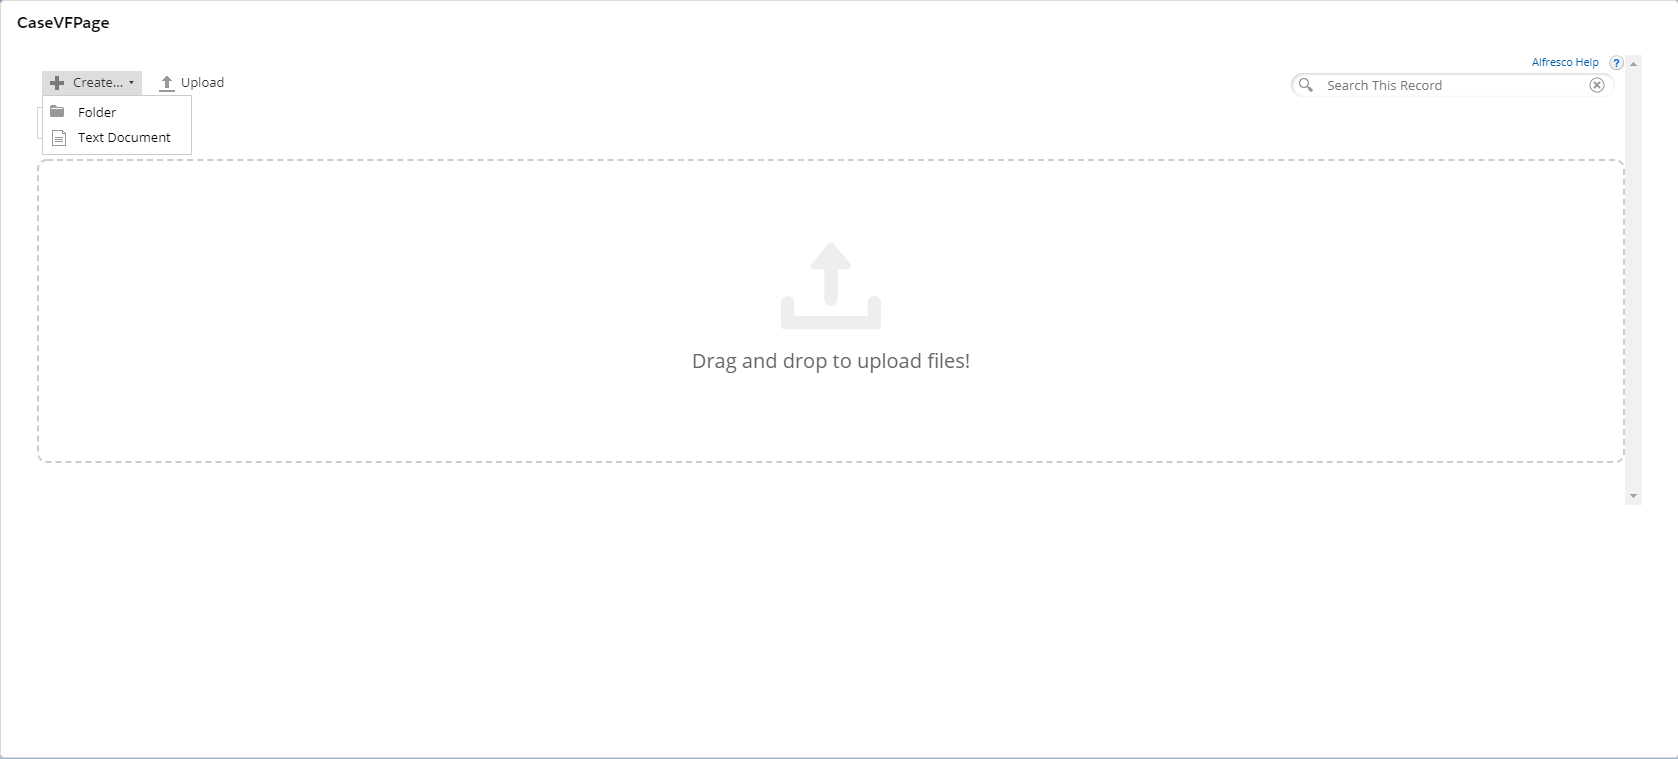 CaseVFPage
Alfresco Help ?
Create... Upload
Search This Record
Folder
Text Document
Drag and drop to upload files!